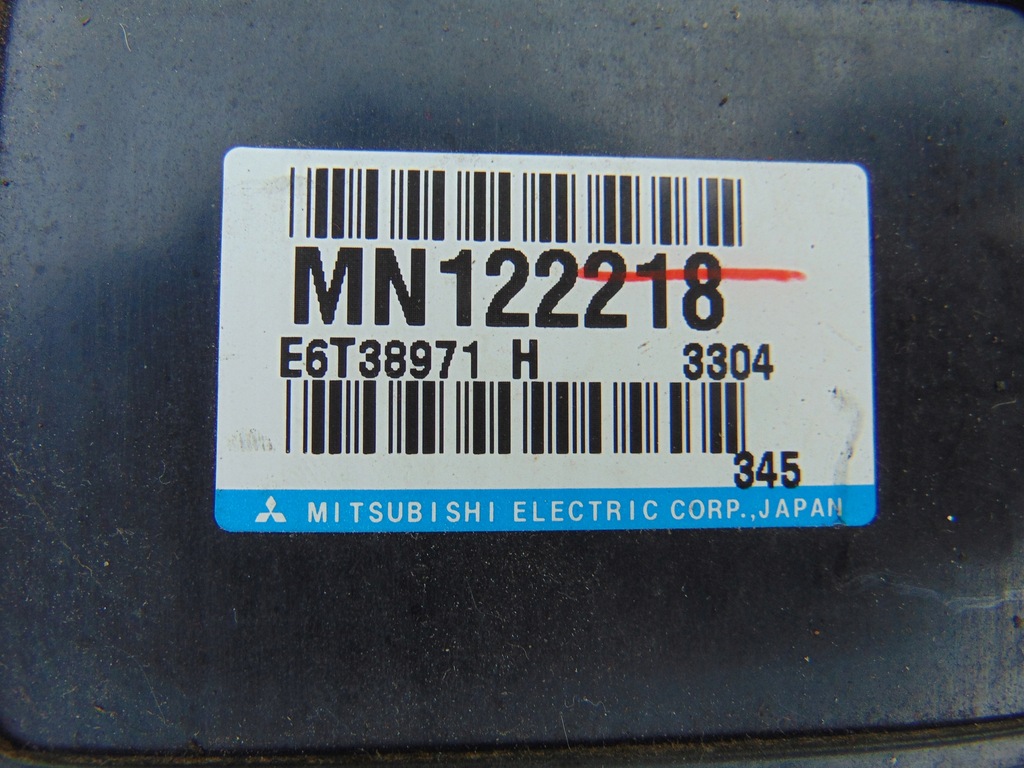 MN122218
E6T38971 H 3304
345
MITSUBISHI ELECTRIC CORP.,JAPAN